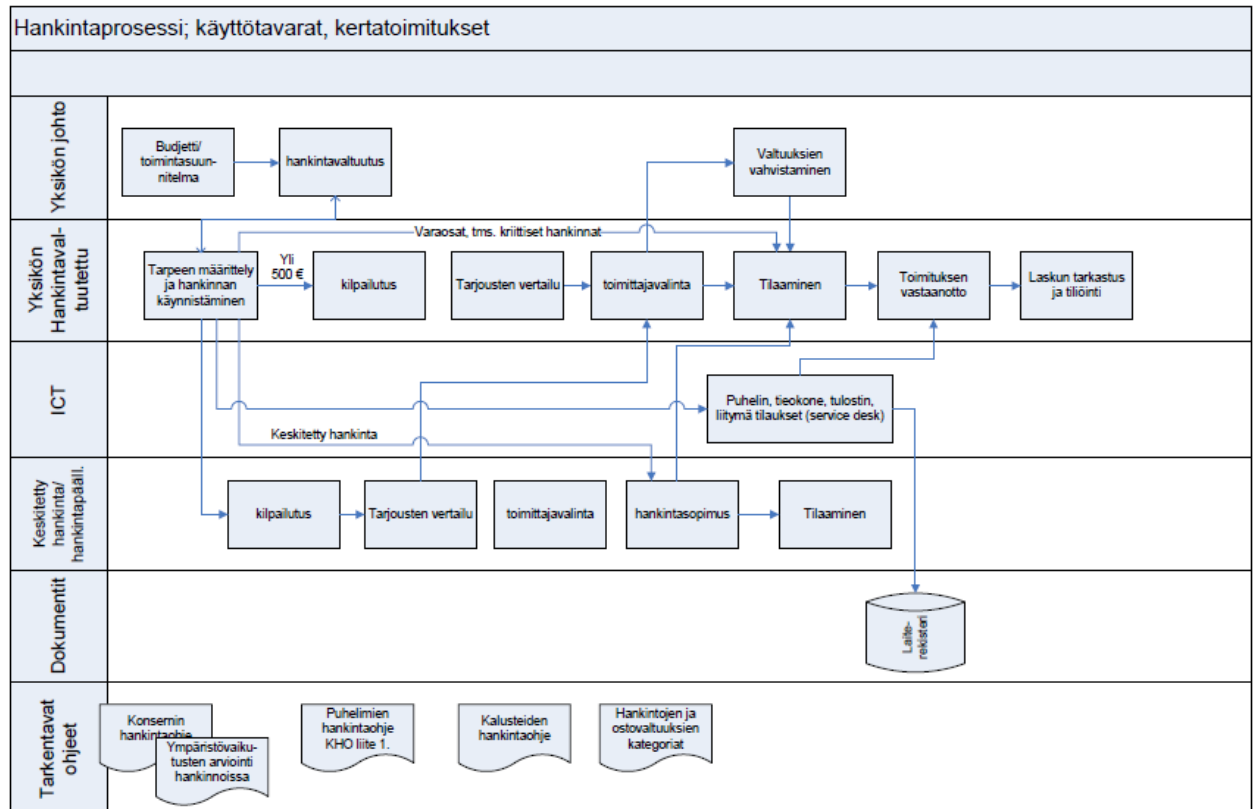 Hankintaprosessi; käyttötavarat, kertatoimitukset
Yksikön johto
Budjetti/
toimintasuun-
nitelma
hankintavaltuutus
Valtuuksien
vahvistaminen
Yksikön
Hankintaval-
tuutettu
Varaosat, tms. kriittiset hankinnat
Tarpeen määrittely
ja hankinnan
käynnistäminen
Yli
500 €
kilpailutus
Tarjousten vertailu
toimittajavalinta
Tilaaminen
Toimituksen
vastaanotto
Laskun tarkastus
ja tiliöinti
ICT
Puhelin, tieokone, tulostin,
liitymä tilaukset (service desk)
Keskitetty hankinta
Keskitetty
hankinta/
hankintapääll.
kilpailutus
Tarjousten vertailu
toimittajavalinta
hankintasopimus
Tilaaminen
Dokumentit
Laite-
rekisteri
Tarkentavat
ohjeet
Konsernin
hankintaohje
Ympäristövaiku-
tusten arviointi
hankinnoissa
Puhelimien
hankintaohje
KHO liite 1.
Kalusteiden
hankintaohje
Hankintojen ja
ostovaltuuksien
kategoriat